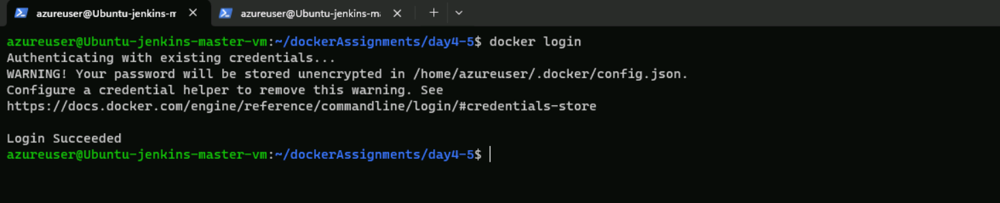 azureuser@Ubuntu-jenkins-m
azureuser@Ubuntu-jenkins-ma
azureuser@Ubuntu-jenkins-master-vm:~/dockerAssignments/day4-5$ docker login
Authenticating with existing credentials...
WARNING! Your password will be stored unencrypted in /home/azureuser/.docker/config.json.
Configure a credential helper to remove this warning. See
https://docs.docker.com/engine/reference/commandline/login/#credentials-store
Login Succeeded
azureuser@Ubuntu-jenkins-master-vm:~/dockerAssignments/day4-5$